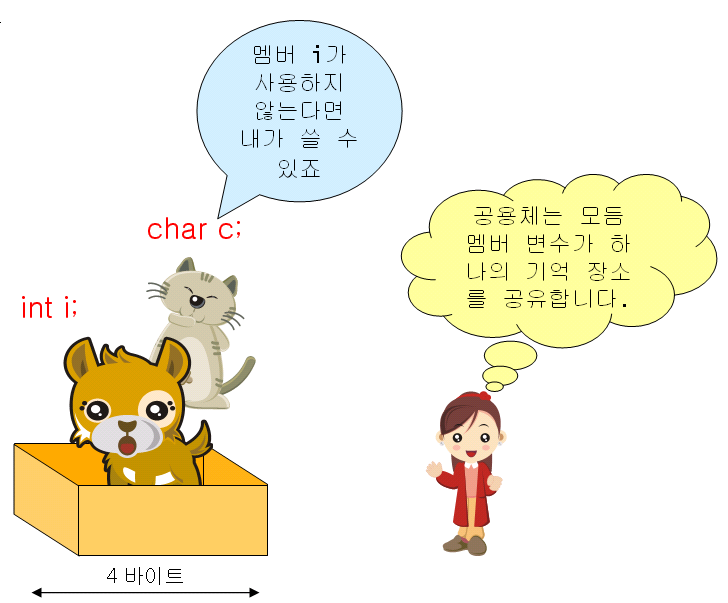 멤버 i가
사용하지
않는다면
내가 쓸 수
있죠
char c;
int i;
공용체는 모듬
멤버 변수가 하
나의 기억 장소
를 공유합니다.
4 바이트